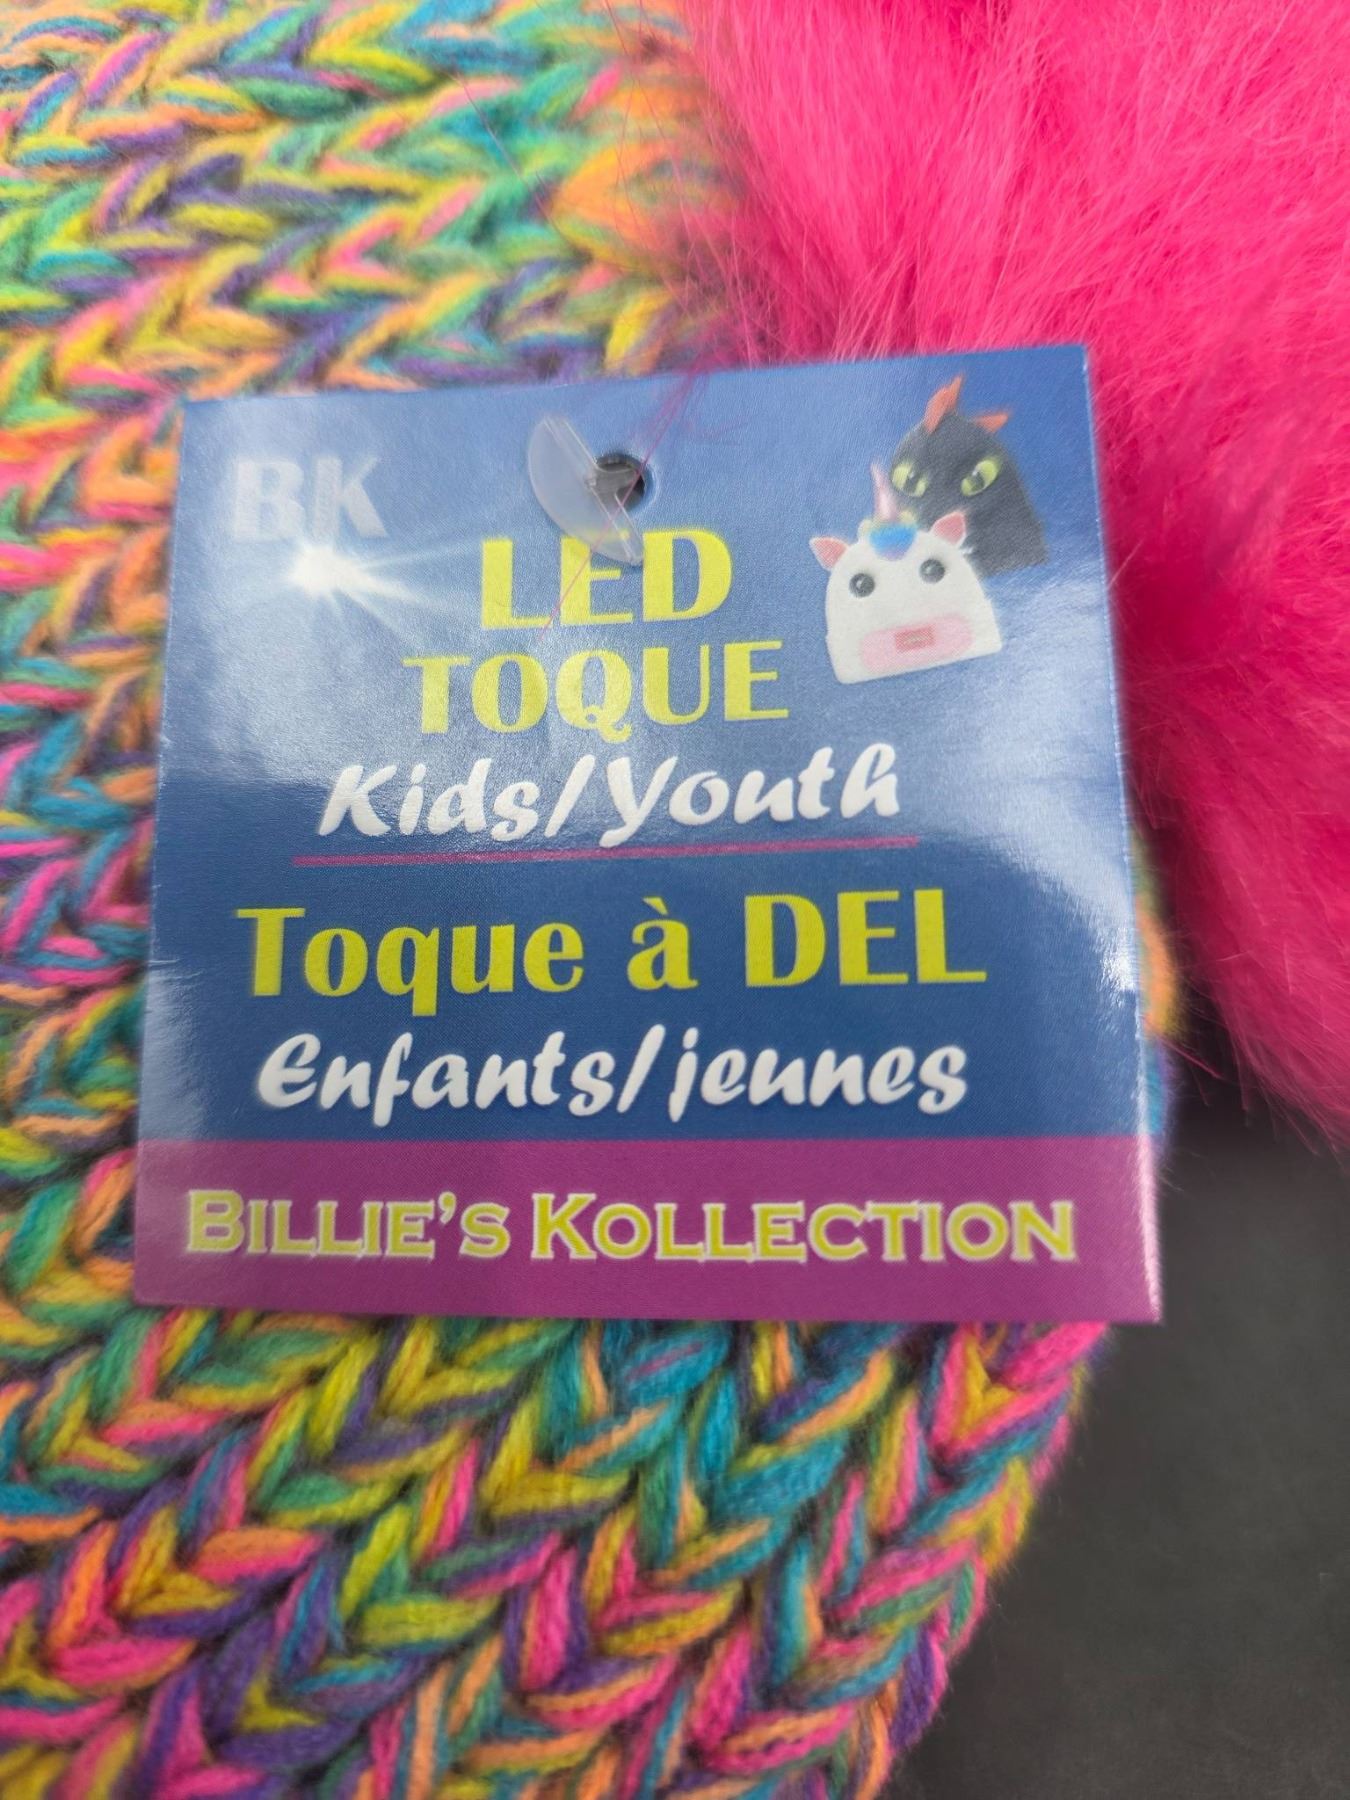 BK
LED
TOQUE
Kids/Youth
Toque à DEL
Enfants/jeunes
BILLIE'S KOLLECTION